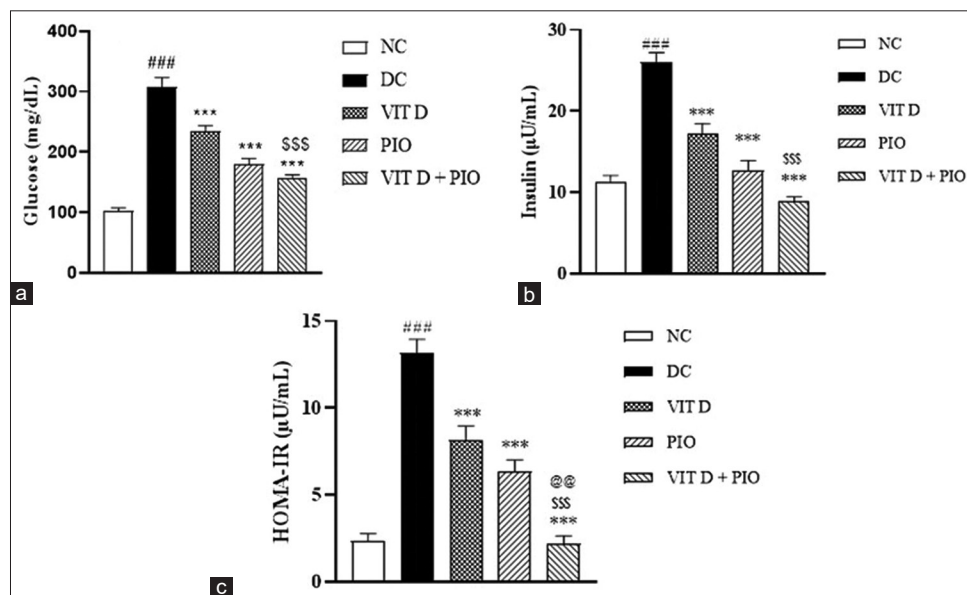 Glucose (mg/dL)
400
300
200
100
0
###
***
***
$$$
***
NC
DC
VIT D
PIO
VIT D + PIO
a
Insulin (µU/mL)
30
20
10
0
###
***
***
$$$
***
NC
DC
VIT D
PIO
VIT D + PIO
b
HOMA-IR (µU/mL)
15
10
5
0
###
***
***
@@
$$$
***
NC
DC
VIT D
PIO
VIT D + PIO
c